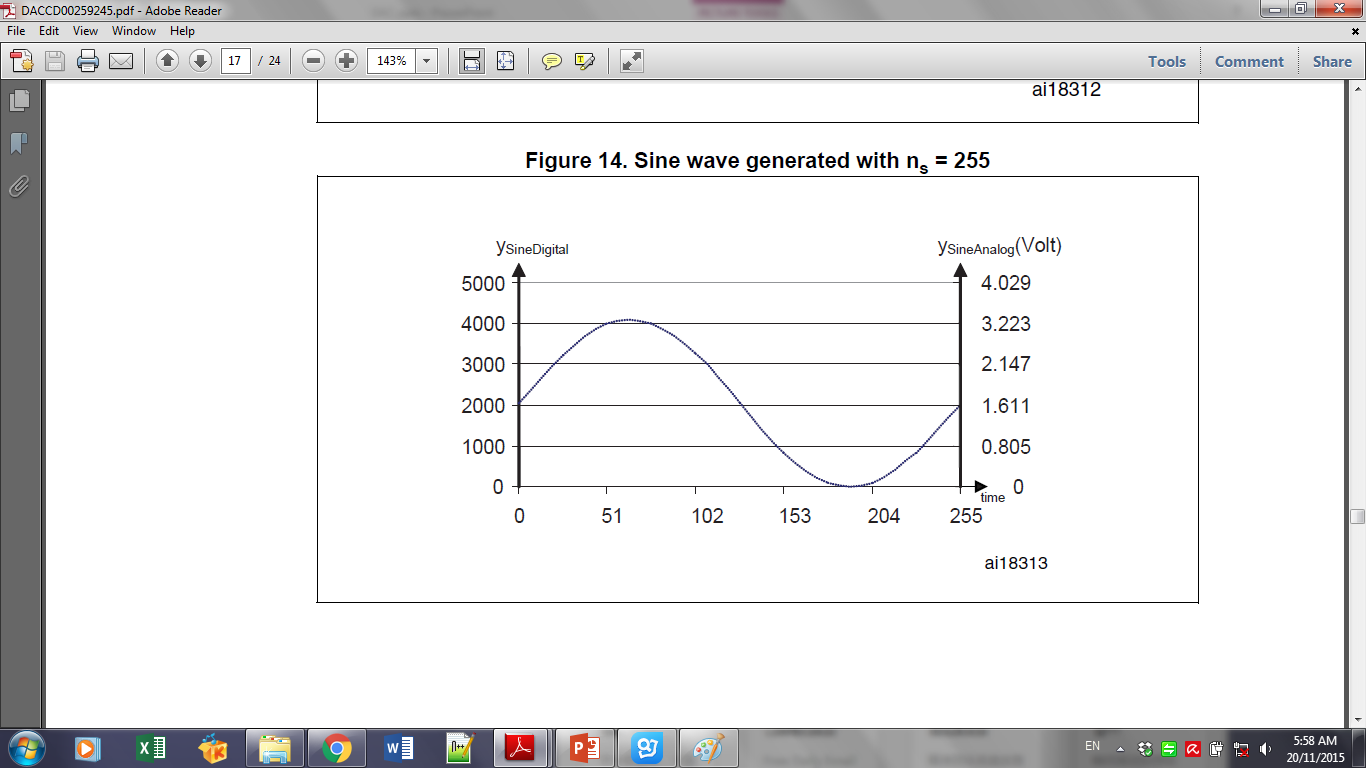 DACCD00259245.pdf - Adobe Reader
File Edit View Window Help
17 / 24 143% Tools Comment Share
ai18312
Figure 14. Sine wave generated with ns = 255
ySineDigital ySineAnalog(Volt)
5000 4.029
4000 3.223
3000 2.147
2000 1.611
1000 0.805
0 0
time
0 51 102 153 204 255
ai18313
EN 5:58 AM
20/11/2015